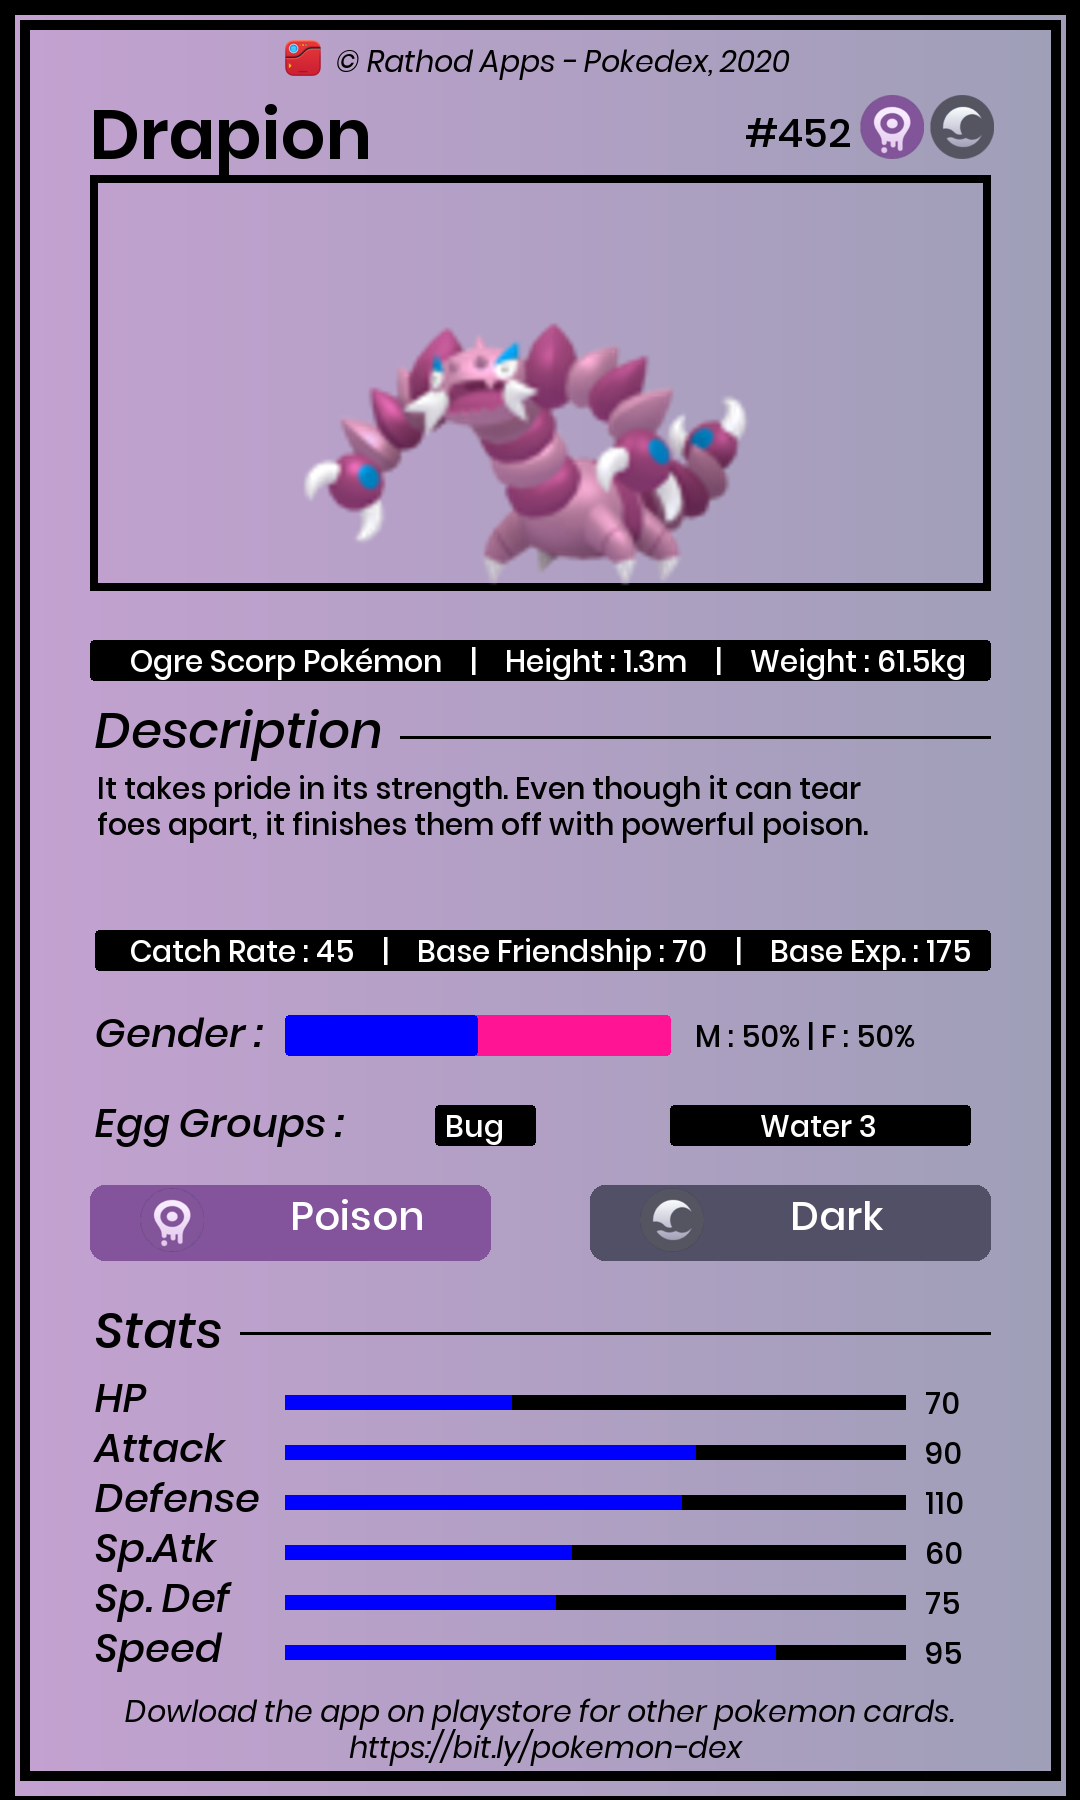 © Rathod Apps - Pokedex, 2020
Drapion #452
Ogre Scorp Pokémon | Height : 1.3m | Weight : 61.5kg
Description
It takes pride in its strength. Even though it can tear
foes apart, it finishes them off with powerful poison.
Catch Rate : 45 | Base Friendship : 70 | Base Exp. : 175
Gender : M : 50% | F : 50%
Egg Groups : Bug Water 3
Poison Dark
Stats
HP 70
Attack 90
Defense 110
Sp.Atk 60
Sp. Def 75
Speed 95
Dowload the app on playstore for other pokemon cards.
https://bit.ly/pokemon-dex